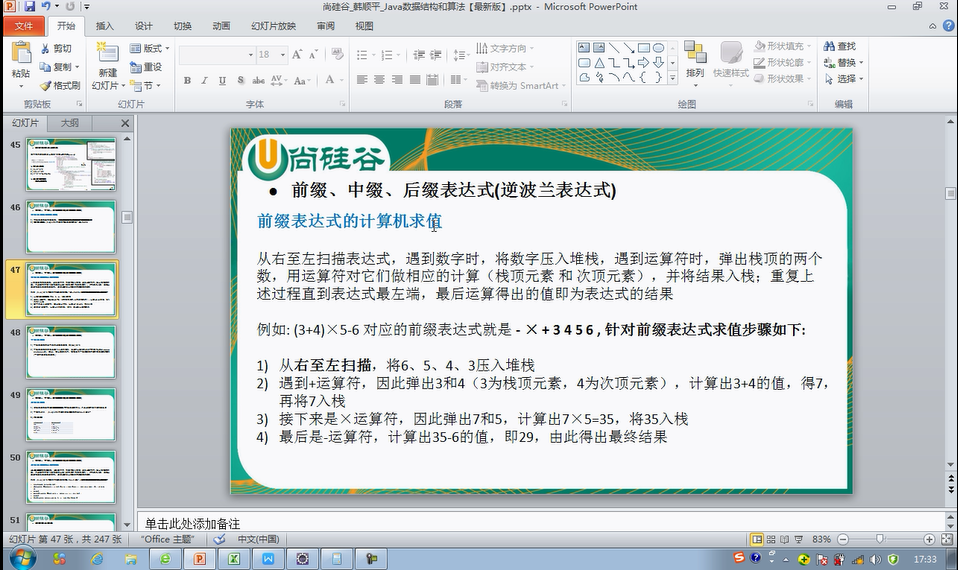 尚硅谷_韩顺平_Java数据结构和算法【最新版】.pptx - Microsoft PowerPoint
文件 开始 插入 设计 切换 动画 幻灯片放映 审阅 视图
剪切 版式 18 文字方向 形状填充 查找
粘贴 复制 新建 重设 对齐文本 排列 快速样式 形状轮廓 替换
格式刷 幻灯片 节 B I U S abc AV Aa A 转换为 SmartArt 形状效果 选择
剪贴板 幻灯片 字体 段落 绘图 编辑
幻灯片 大纲
45
46
47
48
49
50
51
尚硅谷
• 前缀、中缀、后缀表达式(逆波兰表达式)
前缀表达式的计算机求值
从右至左扫描表达式，遇到数字时，将数字压入堆栈，遇到运算符时，弹出栈顶的两个
数，用运算符对它们做相应的计算（栈顶元素 和 次顶元素），并将结果入栈；重复上
述过程直到表达式最左端，最后运算得出的值即为表达式的结果
例如: (3+4)×5-6 对应的前缀表达式就是 - × + 3 4 5 6 , 针对前缀表达式求值步骤如下:
1) 从右至左扫描，将6、5、4、3压入堆栈
2) 遇到+运算符，因此弹出3和4（3为栈顶元素，4为次顶元素），计算出3+4的值，得7，
再将7入栈
3) 接下来是×运算符，因此弹出7和5，计算出7×5=35，将35入栈
4) 最后是-运算符，计算出35-6的值，即29，由此得出最终结果
单击此处添加备注
幻灯片 第 47 张，共 247 张 "Office 主题" 中文(中国) 83%
17:33